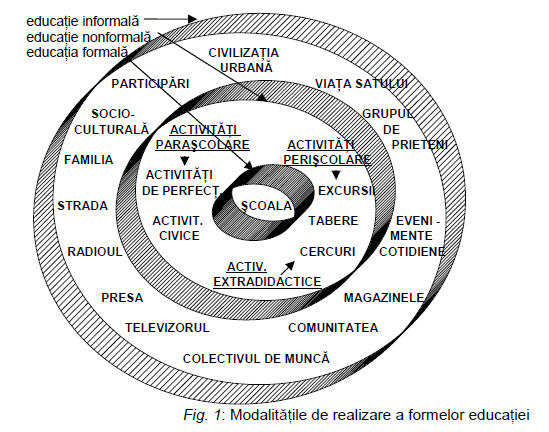 educație informală
educație nonformală
educația formală
CIVILIZAȚIA
URBANĂ
PARTICIPĂRI
VIAȚA SATULUI
SOCIO-
CULTURALĂ
GRUPUL
DE
PRIETENI
ACTIVITĂȚI
PARAȘCOLARE
ACTIVITĂȚI
PERIȘCOLARE
FAMILIA
ACTIVITĂȚI
DE PERFECT.
EXCURSII
STRADA
ȘCOALA
ACTIVIT.
CIVICE
TABERE
EVENI -
MENTE
COTIDIENE
RADIOUL
CERCURI
ACTIV.
EXTRADIDACTICE
PRESA
MAGAZINELE
TELEVIZORUL
COMUNITATEA
COLECTIVUL DE MUNCĂ
Fig. 1: Modalitățile de realizare a formelor educației